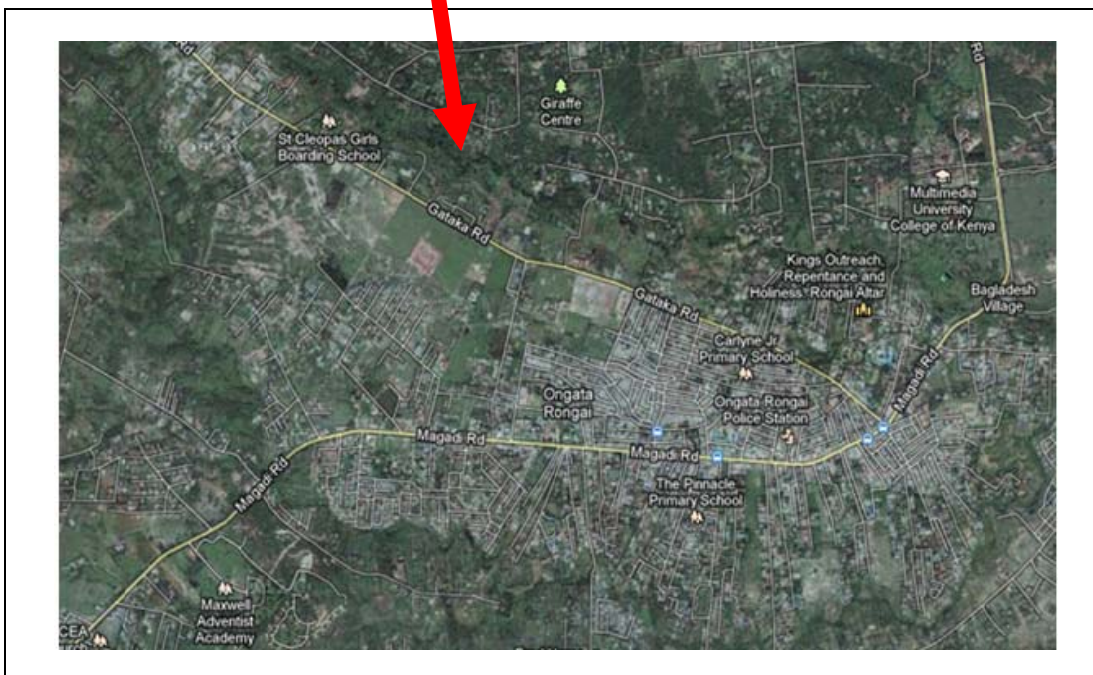 Rd
Rd
Giraffe
Centre
St Cleopas Girls
Boarding School
Multimedia
University
College of Kenya
Gataka Rd
Kings Outreach,
Repentance and
Holiness. Rongai Altar
Bagladesh
Village
Gataka Rd
Carlyne Jr.
Primary School
Magadi Rd
Ongata
Rongai
Ongata Rongai
Police Station
Magadi Rd
Magadi Rd
Magadi Rd
The Pinnacle
Primary School
Maxwell
Adventist
Academy
CEA